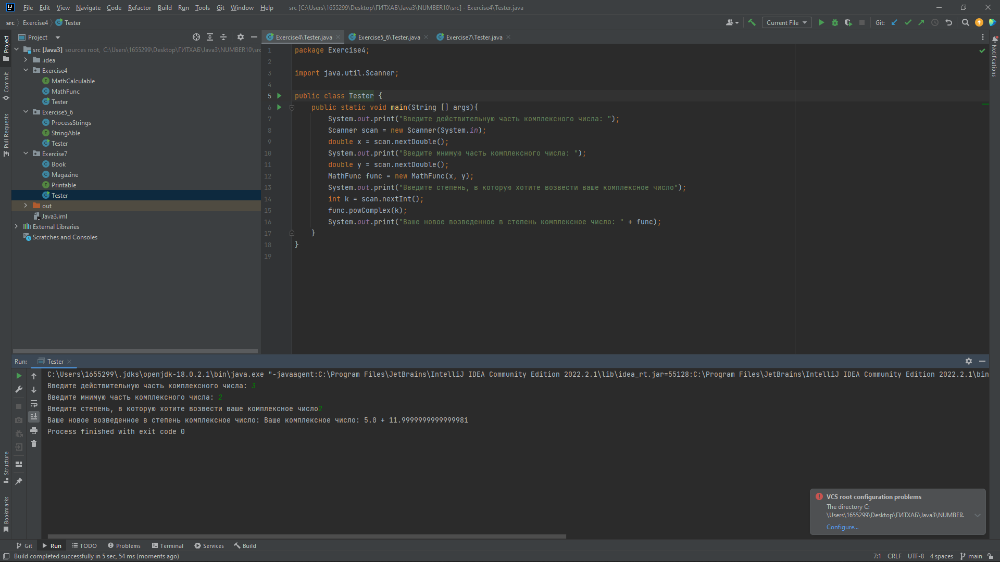 File Edit View Navigate Code Refactor Build Run Tools Git Window Help src [C:\Users\1655299\Desktop\ГИТХАБ\Java3\NUMBER10\src] - Exercise4\Tester.java
src Exercise4 Tester Current File Git:
Project
src [Java3] sources root, C:\Users\1655299\Desktop\ГИТХАБ\Java3\NUMBER10\src
.idea
Exercise4
MathCalculable
MathFunc
Tester
Exercise5_6
ProcessStrings
StringAble
Tester
Exercise7
Book
Magazine
Printable
Tester
out
Java3.iml
External Libraries
Scratches and Consoles
Project
Commit
Pull Requests
Structure
Bookmarks
Notifications
Exercise4\Tester.java Exercise5_6\Tester.java Exercise7\Tester.java
1 package Exercise4;
2
3 import java.util.Scanner;
4
5 public class Tester {
6 public static void main(String [] args){
7 System.out.print("Введите действительную часть комплексного числа: ");
8 Scanner scan = new Scanner(System.in);
9 double x = scan.nextDouble();
10 System.out.print("Введите мнимую часть комплексного числа: ");
11 double y = scan.nextDouble();
12 MathFunc func = new MathFunc(x, y);
13 System.out.print("Введите степень, в которую хотите возвести ваше комплексное число");
14 int k = scan.nextInt();
15 func.powComplex(k);
16 System.out.print("Ваше новое возведенное в степень комплексное число: " + func);
17 }
18 }
19
Run: Tester
C:\Users\1655299\.jdks\openjdk-18.0.2.1\bin\java.exe "-javaagent:C:\Program Files\JetBrains\IntelliJ IDEA Community Edition 2022.2.1\lib\idea_rt.jar=55128:C:\Program Files\JetBrains\IntelliJ IDEA Community Edition 2022.2.1\bin
Введите действительную часть комплексного числа: 3
Введите мнимую часть комплексного числа: 2
Введите степень, в которую хотите возвести ваше комплексное число2
Ваше новое возведенное в степень комплексное число: Ваше комплексное число: 5.0 + 11.999999999999998i
Process finished with exit code 0
VCS root configuration problems
The directory C:
\Users\1655299\Desktop\ГИТХАБ\Java3\NUMBER.
Configure...
Git Run TODO Problems Terminal Services Build
Build completed successfully in 5 sec, 54 ms (moments ago) 7:1 CRLF UTF-8 4 spaces main